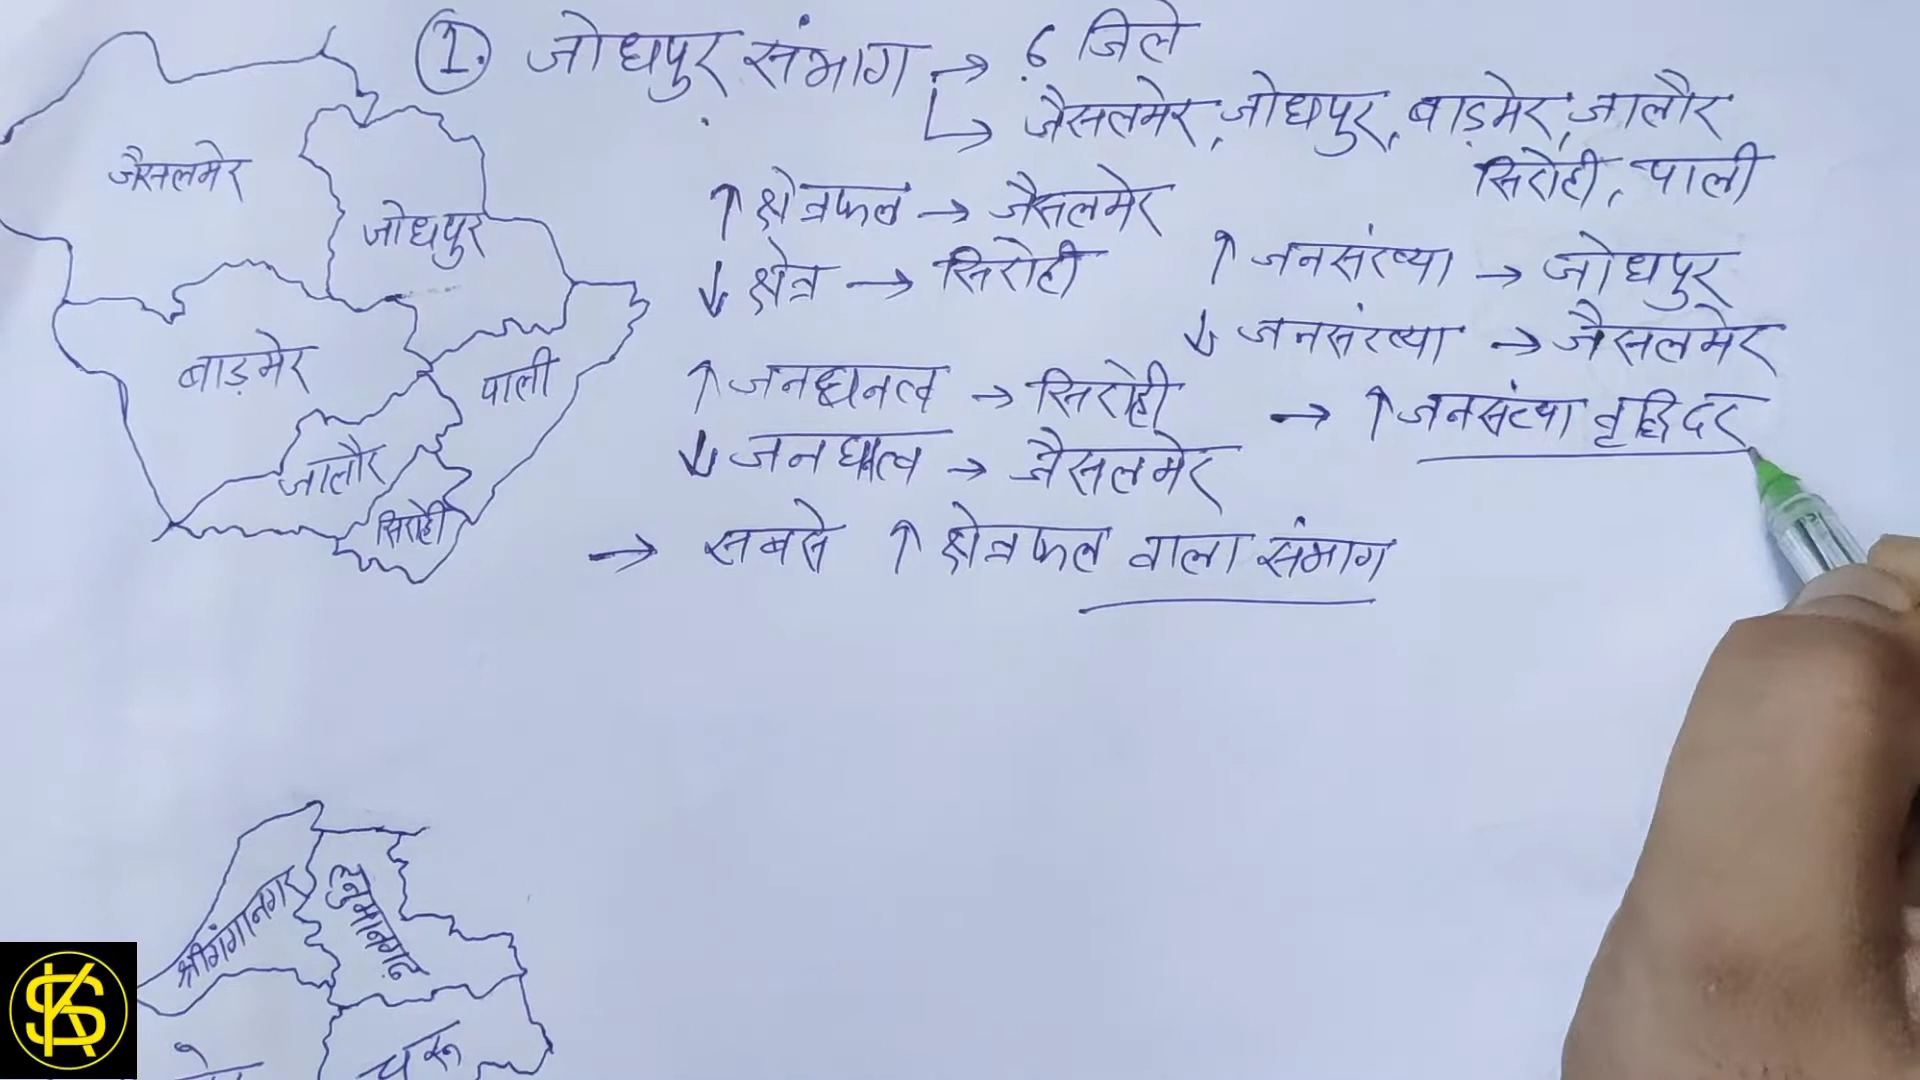 1. जोधपुर संभाग → 6 जिले
→ जैसलमेर, जोधपुर, बाड़मेर, जालौर
सिरोही, पाली
↑ क्षेत्रफल → जैसलमेर
↓ क्षेत्र → सिरोही
↑ जनसंख्या → जोधपुर
↓ जनसंख्या → जैसलमेर
↑ जनघनत्व → सिरोही
↓ जनघनत्व → जैसलमेर
→ ↑ जनसंख्या वृद्धिदर
→ सबसे ↑ क्षेत्रफल वाला संभाग
जैसलमेर
जोधपुर
बाड़मेर
पाली
जालौर
सिरोही
श्रीगंगानगर
हनुमानगढ़
चूरू